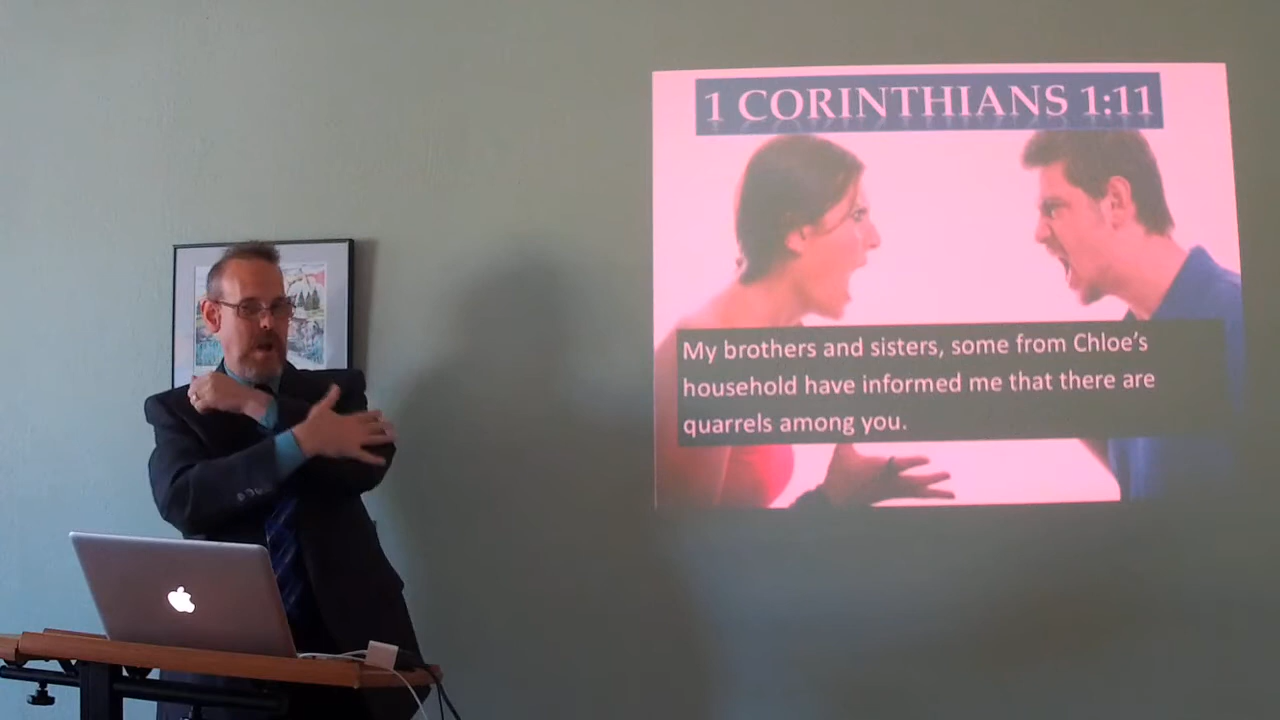 1 CORINTHIANS 1:11
My brothers and sisters, some from Chloe's
household have informed me that there are
quarrels among you.